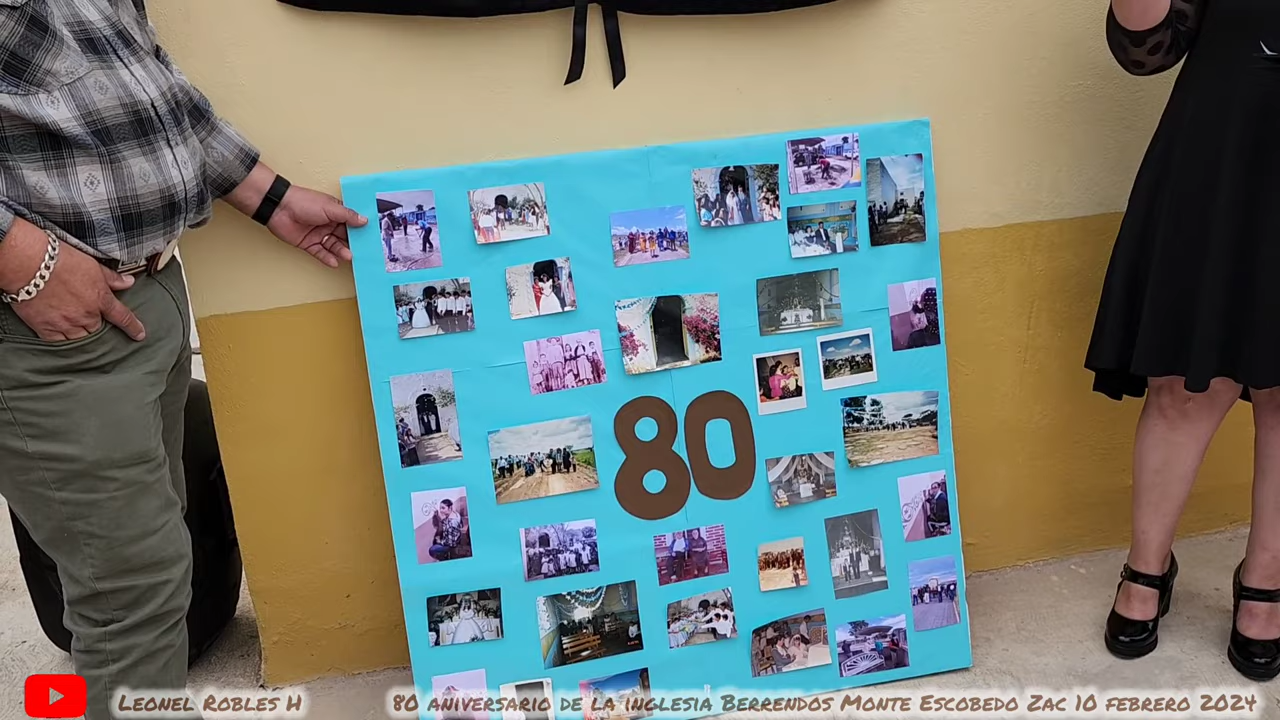 80
LEONEL ROBLES H 80 ANIVERSARIO DE LA INGLESIA BERRENDOS MONTE ESCOBEDO ZAC 10 FEBRERO 2024